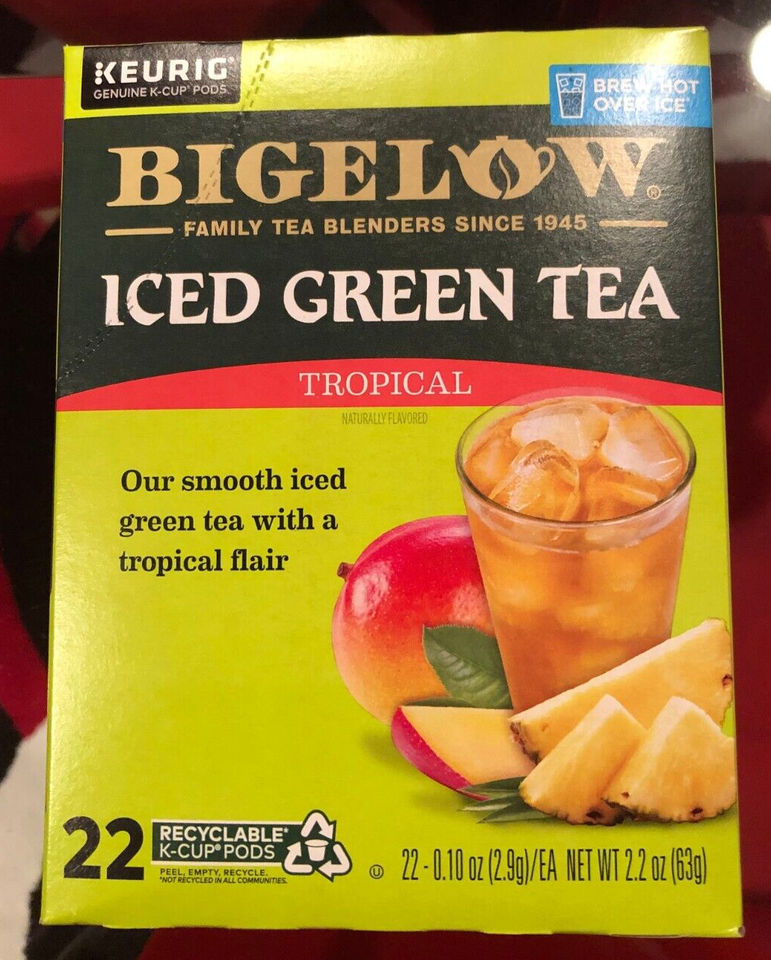 KEURIG®
GENUINE K-CUP® PODS
BREW HOT
OVER ICE®
BIGELOW®
FAMILY TEA BLENDERS SINCE 1945
ICED GREEN TEA
TROPICAL
NATURALLY FLAVORED
Our smooth iced
green tea with a
tropical flair
22
RECYCLABLE*
K-CUP® PODS
PEEL, EMPTY, RECYCLE.
*NOT RECYCLED IN ALL COMMUNITIES.
U
22 - 0.10 oz (2.9g)/EA NET WT 2.2 oz (63g)